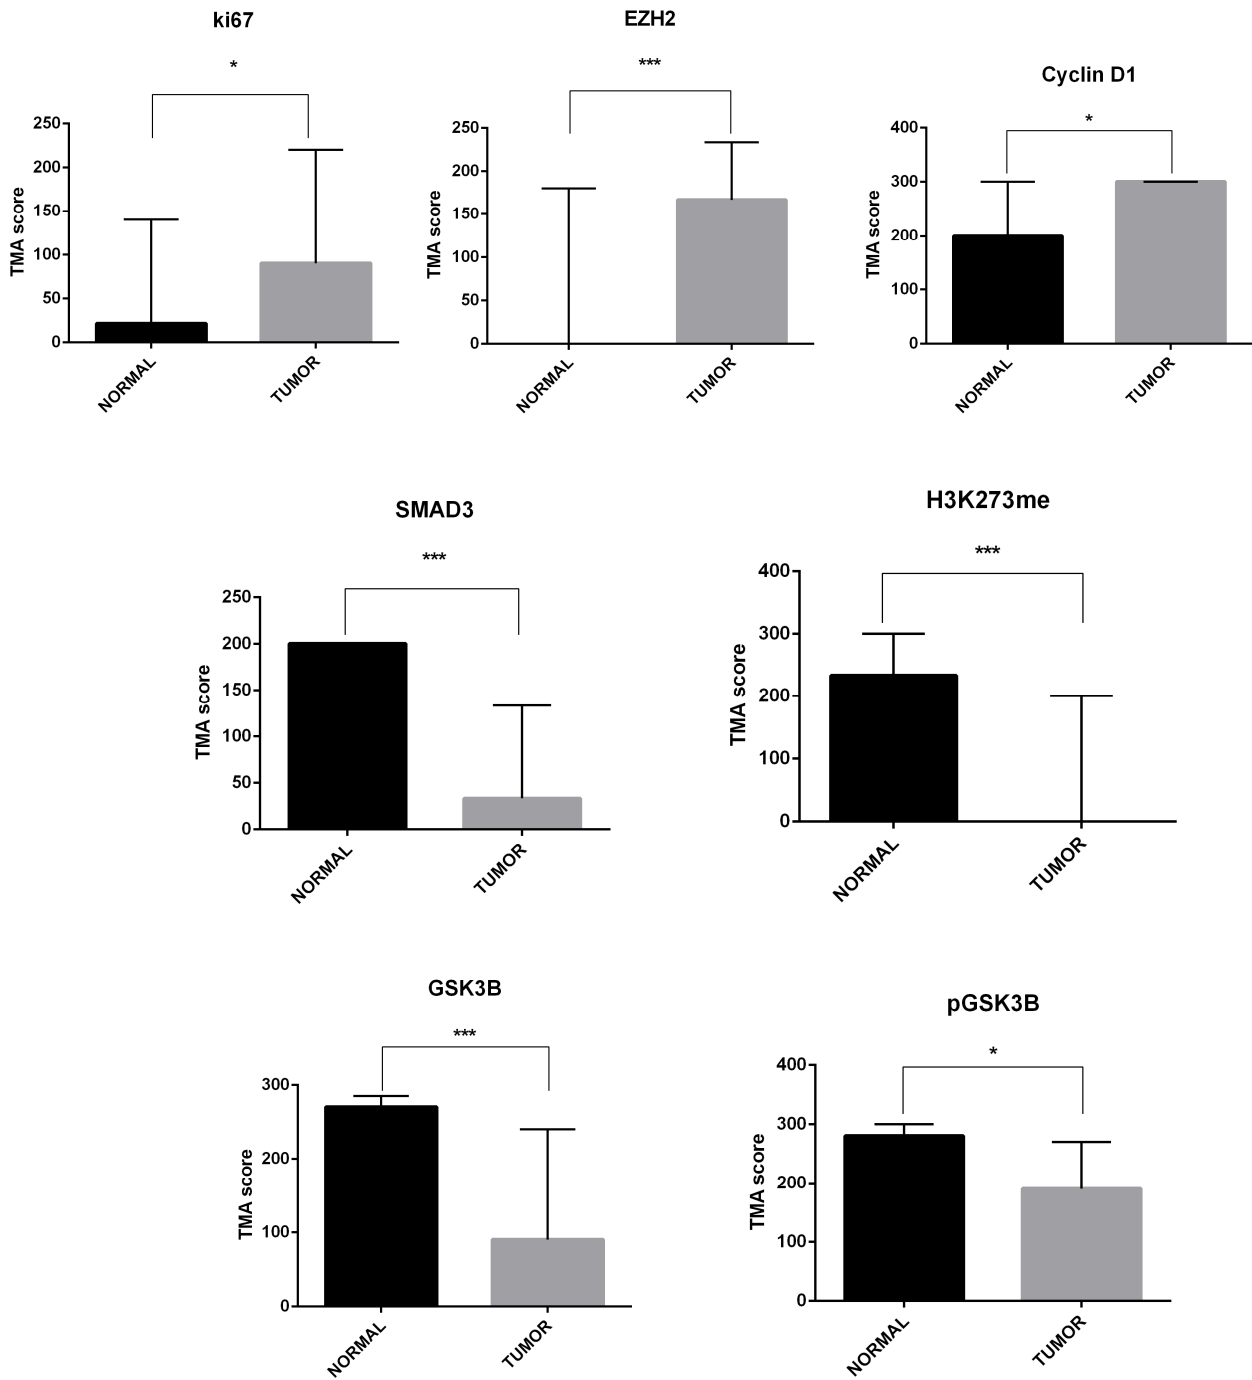 ki67
*
TMA score
250
200
150
100
50
0
NORMAL
TUMOR
EZH2
***
TMA score
250
200
150
100
50
0
NORMAL
TUMOR
Cyclin D1
*
TMA score
400
300
200
100
0
NORMAL
TUMOR
SMAD3
***
TMA score
250
200
150
100
50
0
NORMAL
TUMOR
H3K273me
***
TMA score
400
300
200
100
0
NORMAL
TUMOR
GSK3B
***
TMA score
300
200
100
0
NORMAL
TUMOR
pGSK3B
*
TMA score
400
300
200
100
0
NORMAL
TUMOR